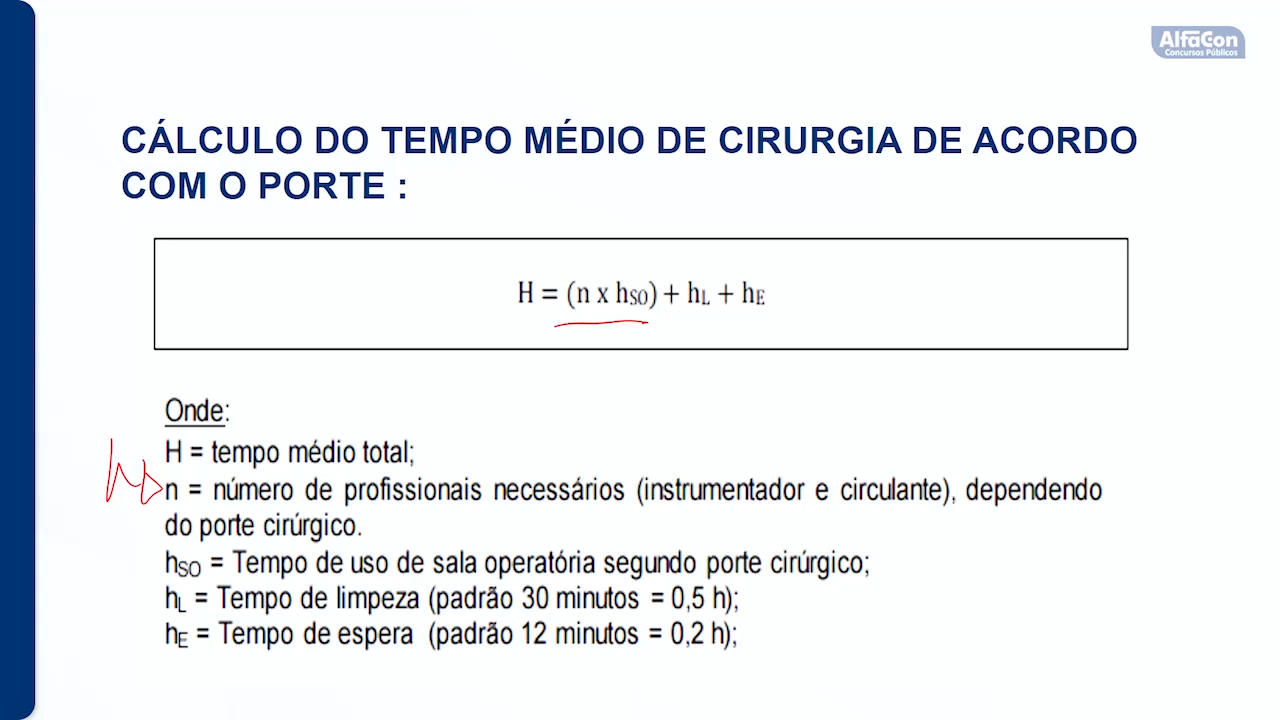 AlfaCon
Concursos Públicos
CÁLCULO DO TEMPO MÉDIO DE CIRURGIA DE ACORDO
COM O PORTE :
H = (n x hSO) + hL + hE
Onde:
H = tempo médio total;
n = número de profissionais necessários (instrumentador e circulante), dependendo
do porte cirúrgico.
hSO = Tempo de uso de sala operatória segundo porte cirúrgico;
hL = Tempo de limpeza (padrão 30 minutos = 0,5 h);
hE = Tempo de espera (padrão 12 minutos = 0,2 h);